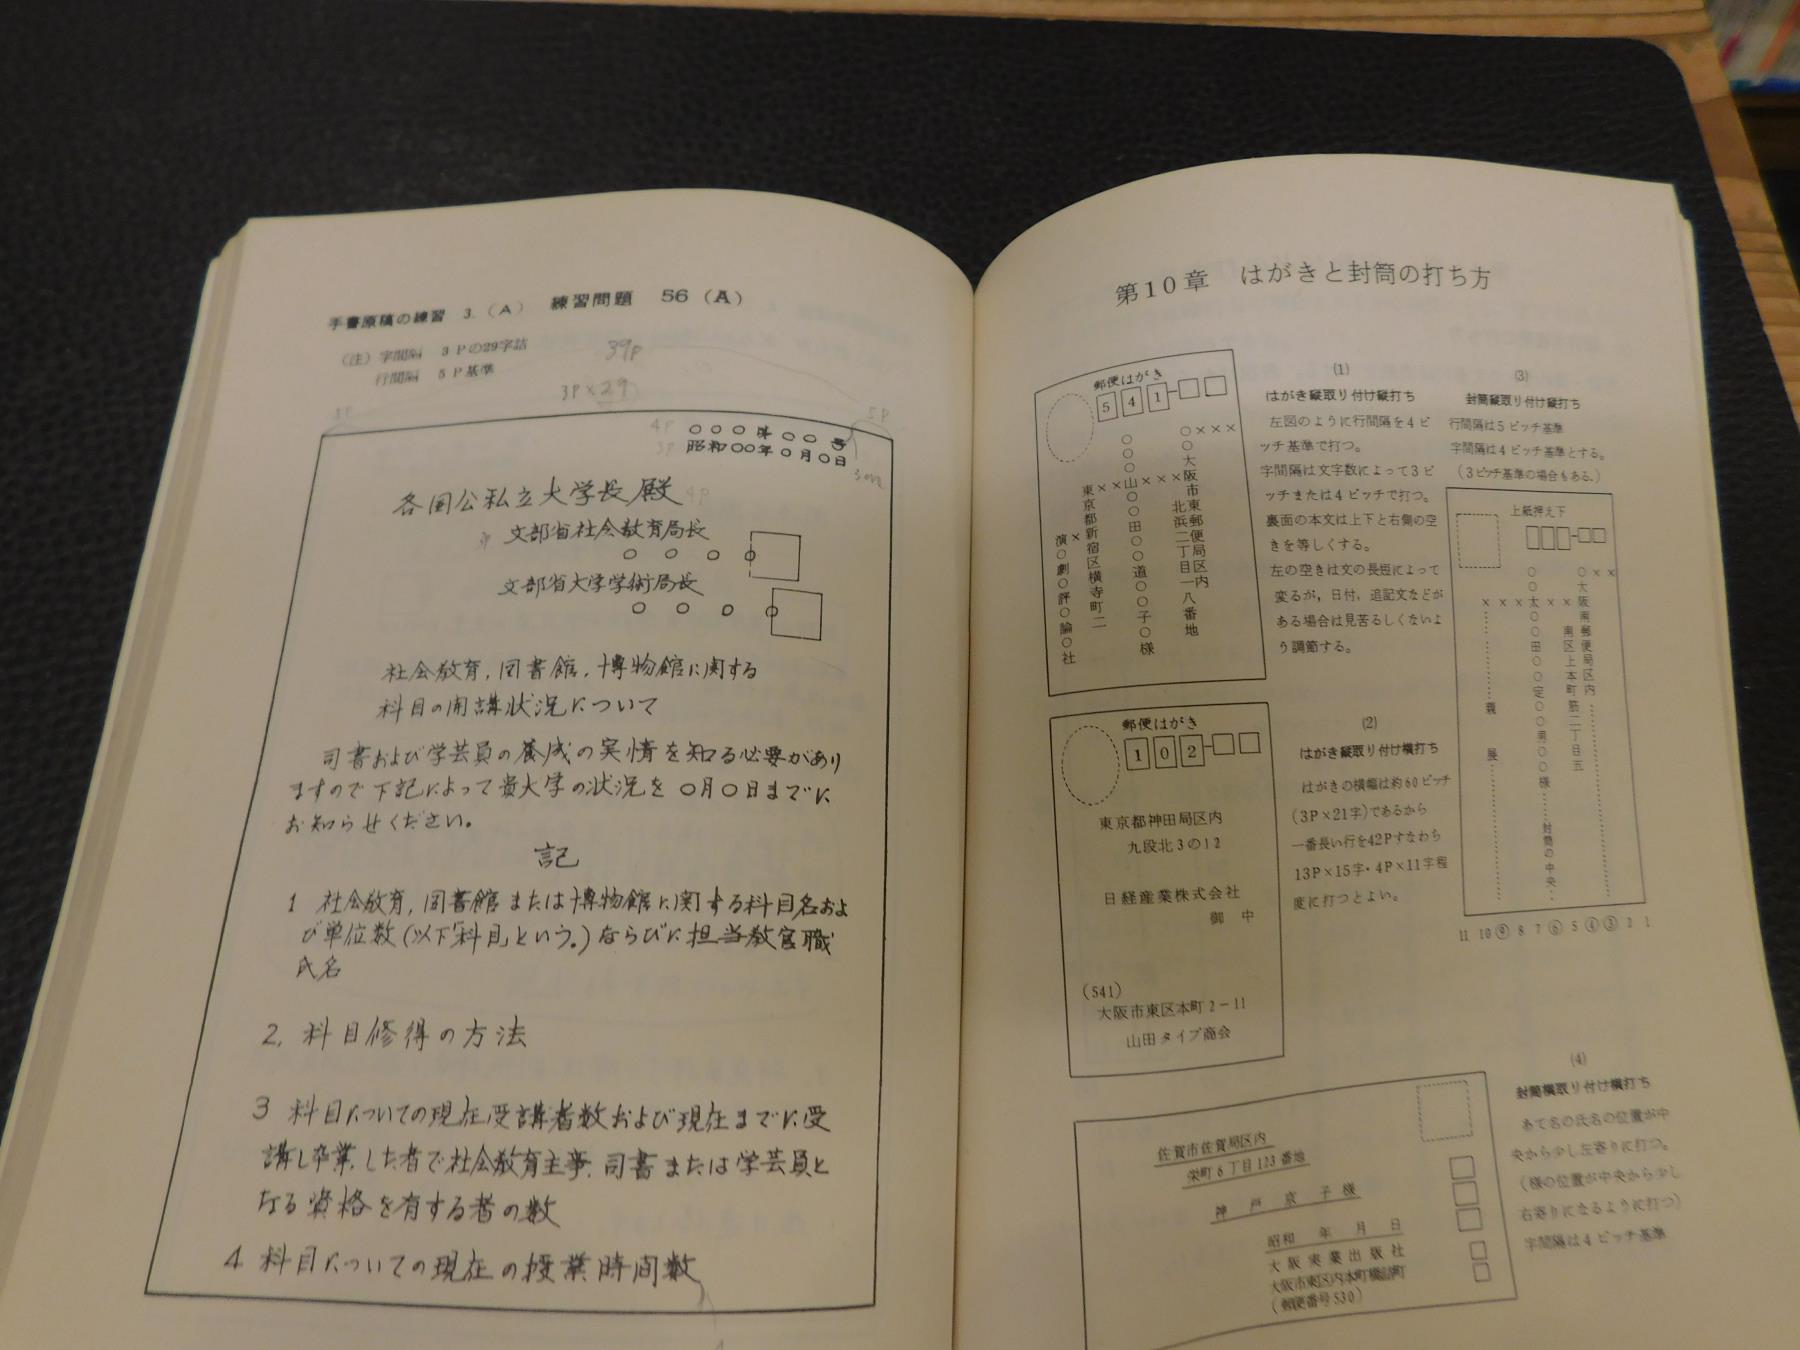 手書原稿の練習 3.(A) 練習問題 56(A)
(注) 字間隔 3Pの29字詰
行間隔 5P基準
39P
3P×29
5P
4P
3P
4P
○○○第○○号
昭和○○年○月○日
各国公私立大学長殿
文部省社会教育局長
○ ○ ○ ○
文部省大学学術局長
○ ○ ○ ○
社会教育,図書館,博物館に関する
科目の開講状況について
司書および学芸員の養成の実情を知る必要があり
ますので下記によって貴大学の状況を○月○日までに
お知らせください。
記
1 社会教育,図書館または博物館に関する科目名およ
び単位数(以下「科目」という。)ならびに担当教官職
氏名
2, 科目修得の方法
3 科目についての現在受講者数および現在までに受
講し卒業した者で社会教育主事,司書または学芸員と
なる資格を有する者の数
4 科目についての現在の授業時間数
第10章 はがきと封筒の打ち方
郵便はがき
541-□□
○×××
○大阪市東郵便局区内
北浜二丁目一八番地
○○○山○○田○○道○○子○様
××
×××
東京都新宿区横寺町二
×
演○劇○評○論○社
(1)
はがき縦取り付け縦打ち
左図のように行間隔を4ピ
ッチ基準で打つ。
字間隔は文字数によって3ピ
ッチまたは4ピッチで打つ。
裏面の本文は上下と右側の空
きを等しくする。
左の空きは文の長短によって
変るが,日付,追記文などが
ある場合は見苦るしくないよ
う調節する。
(3)
封筒縦取り付け縦打ち
行間隔は5ピッチ基準
字間隔は4ピッチ基準とする。
(3ピッチ基準の場合もある。)
上紙押え下
□□□-□□
××
○大阪南郵便局区内
南区上本町筋二丁目五
××
○○太○○田○○定○○男○○様……封筒の中央…
×××
親 展
11 10 ⑨ 8 7 ⑥ 5 ④ ③ 2 1
郵便はがき
102-□□
東京都神田局区内
九段北3の12
日経産業株式会社
御 中
(541)
大阪市東区本町2-11
山田タイプ商会
(2)
はがき縦取り付け横打ち
はがきの横幅は約60ピッチ
(3P×21字)であるから
一番長い行を42Pすなわち
13P×15字・4P×11字程
度に打つとよい。
佐賀市佐賀局区内
栄町6丁目123番地
神 戸 京 子 様
昭和 年 月 日
大阪実業出版社
大阪市東区内本町橋詰町
(郵便番号530)
(4)
封筒横取り付け横打ち
あて名の氏名の位置が中
央から少し左寄りに打つ。
(様の位置が中央から少し
右寄りになるように打つ)
字間隔は4ピッチ基準